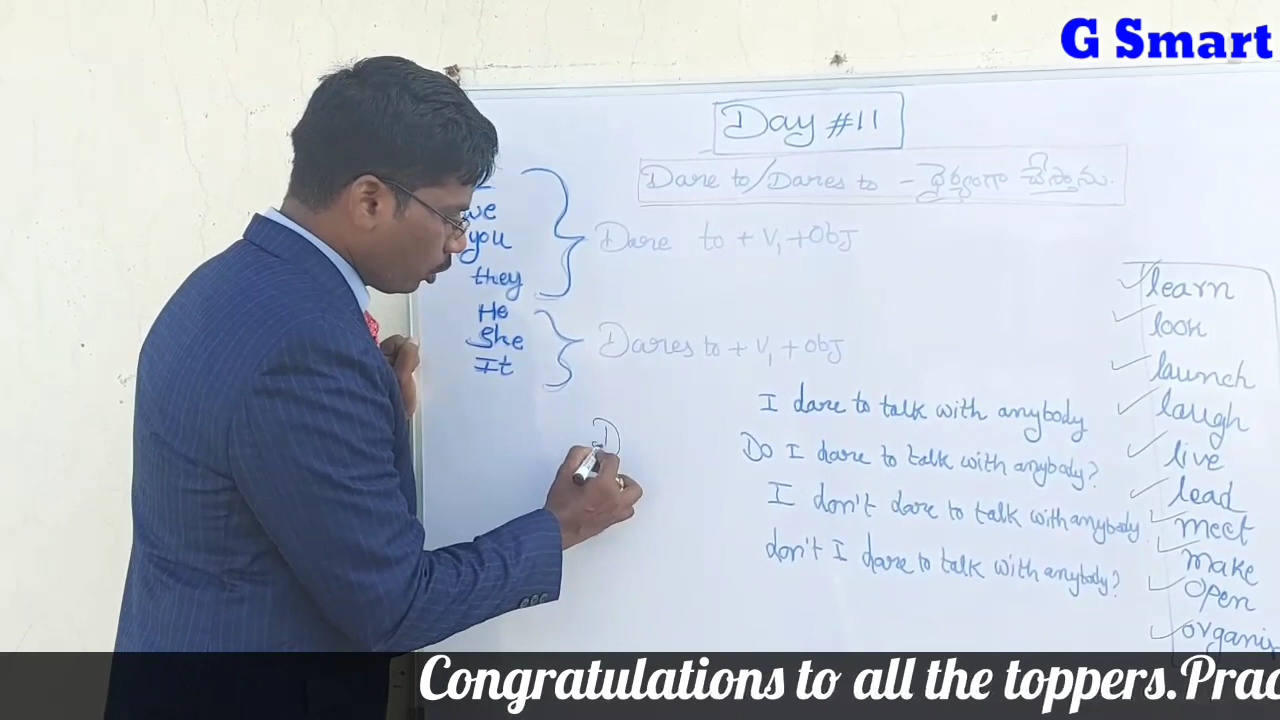 G Smart
Day #11
Dare to/Dares to - ధైర్యంగా చేస్తాను.
we
you
they
Dare to + V1 + Obj
He
She
It
Dares to + V1 + Obj
I dare to talk with anybody
Do I dare to talk with anybody?
I don't dare to talk with anybody.
don't I dare to talk with anybody?
D
learn
look
launch
laugh
live
lead
meet
make
open
Congratulations to all the toppers.Prac